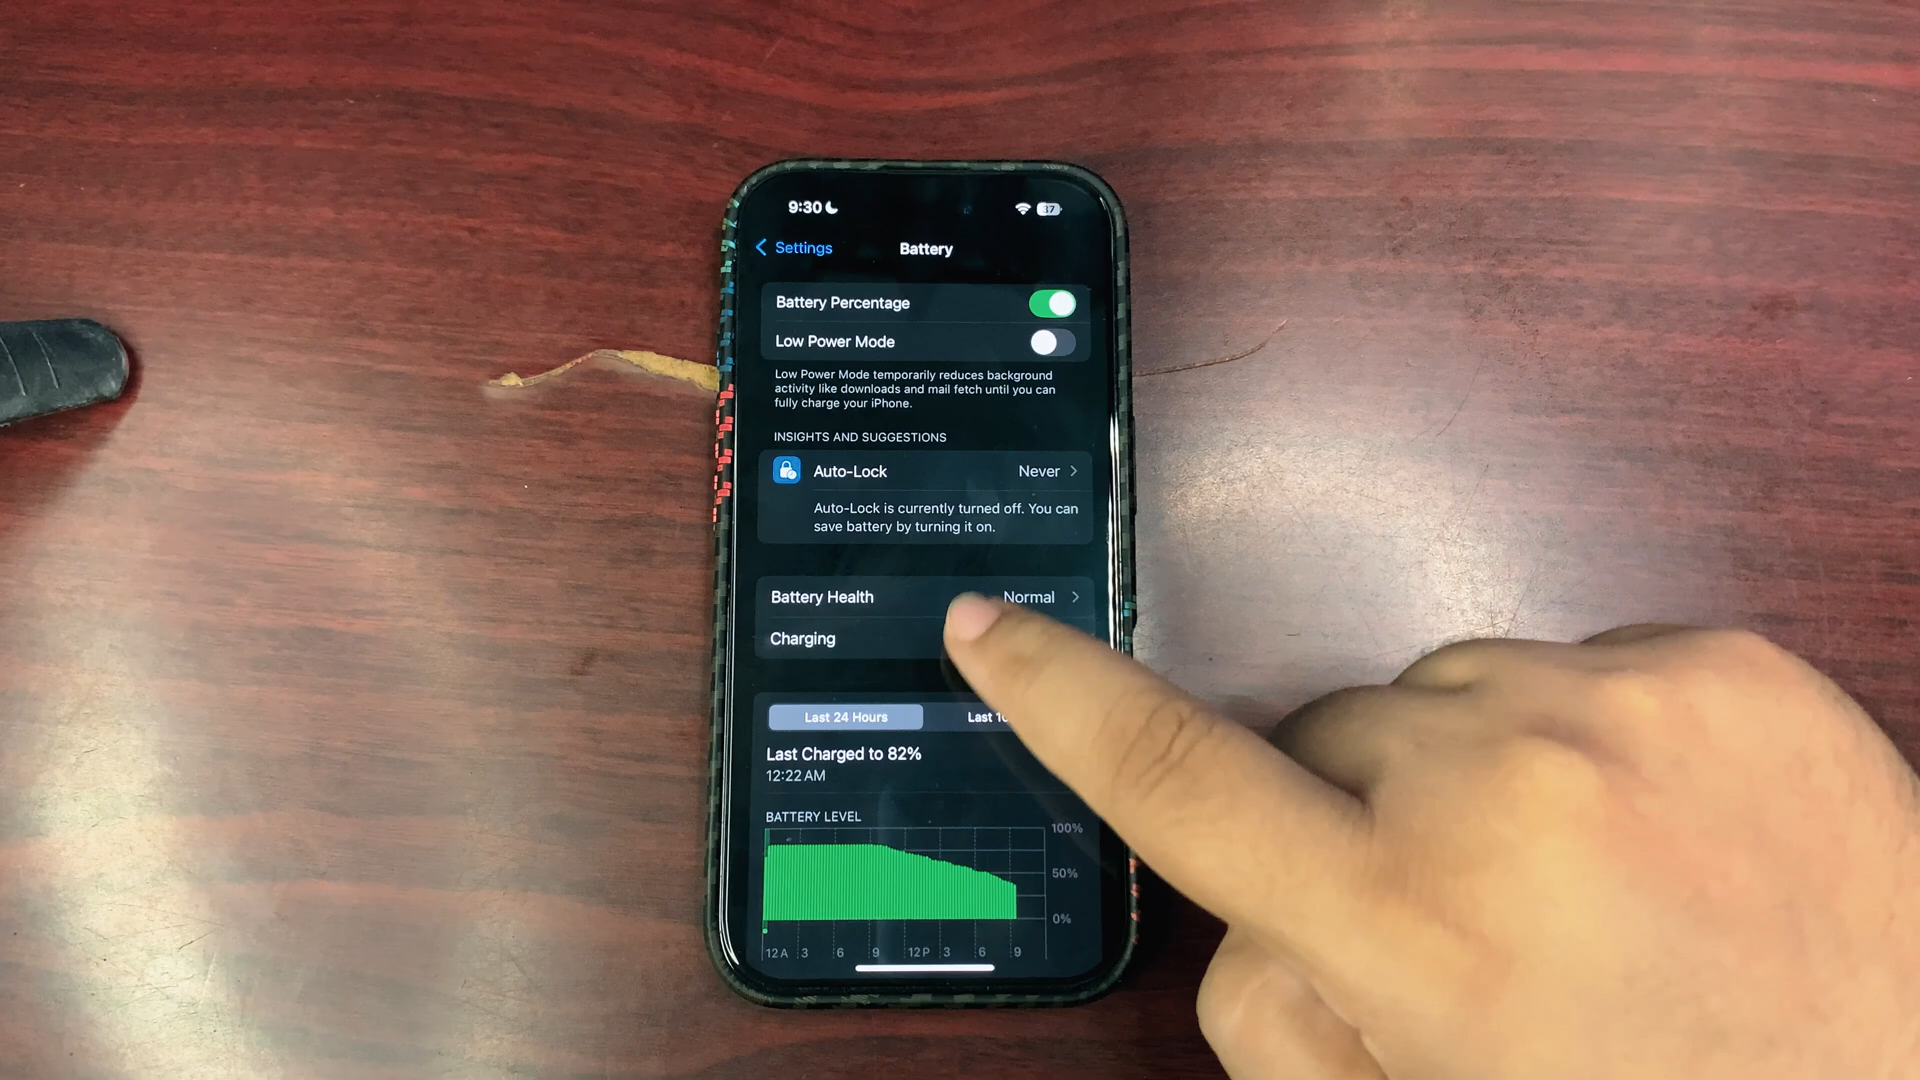 9:30
37
Settings
Battery
Battery Percentage
Low Power Mode
Low Power Mode temporarily reduces background
activity like downloads and mail fetch until you can
fully charge your iPhone.
INSIGHTS AND SUGGESTIONS
Auto-Lock
Never
Auto-Lock is currently turned off. You can
save battery by turning it on.
Battery Health
Normal
Charging
Last 24 Hours
Last 10
Last Charged to 82%
12:22 AM
BATTERY LEVEL
100%
50%
0%
12 A 3 6 9 12 P 3 6 9